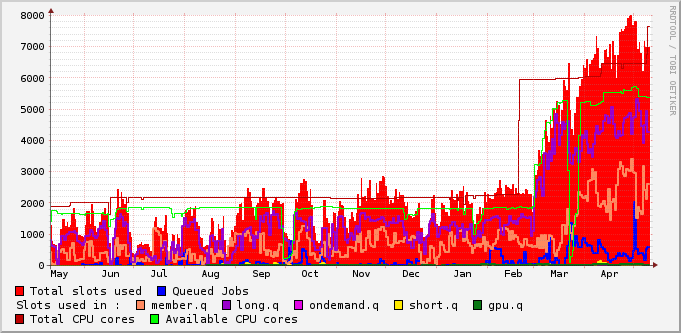 RRDTOOL / TOBI OETIKER
8000
7000
6000
5000
4000
3000
2000
1000
0
May Jun Jul Aug Sep Oct Nov Dec Jan Feb Mar Apr
Total slots used Queued Jobs
Slots used in : member.q long.q ondemand.q short.q gpu.q
Total CPU cores Available CPU cores